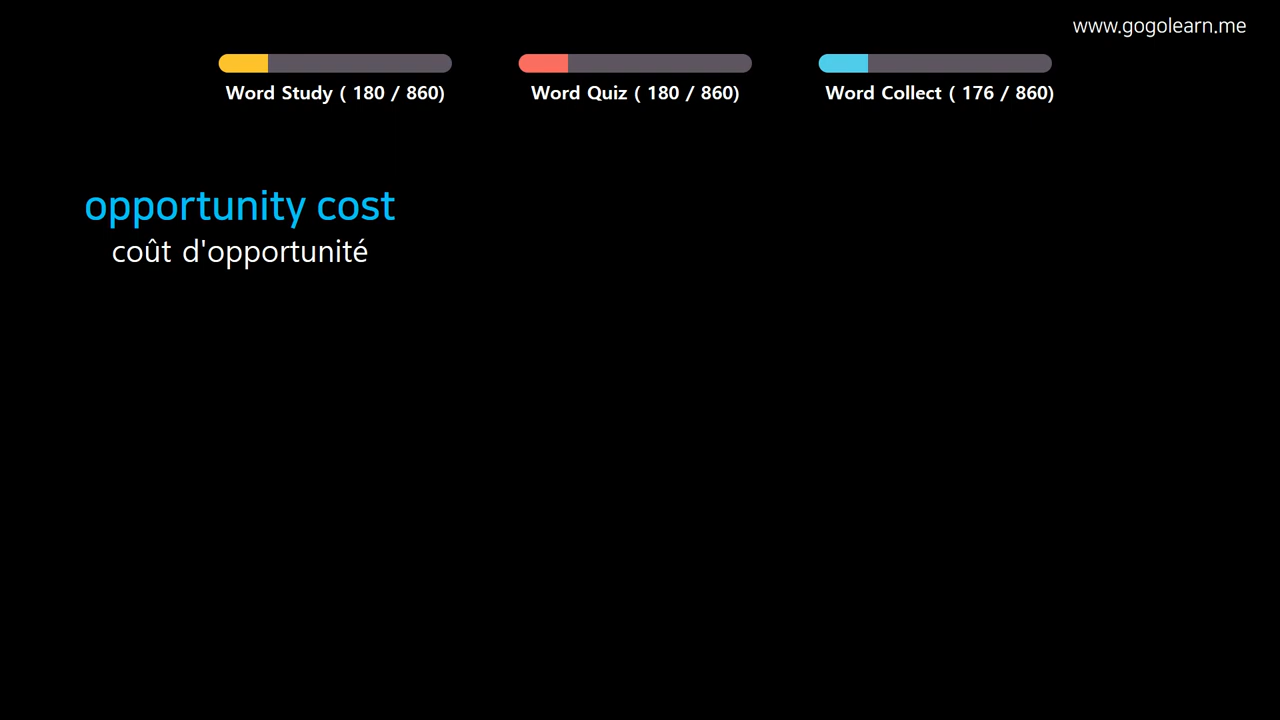 www.gogolearn.me
Word Study ( 180 / 860)
Word Quiz ( 180 / 860)
Word Collect ( 176 / 860)
opportunity cost
coût d'opportunité